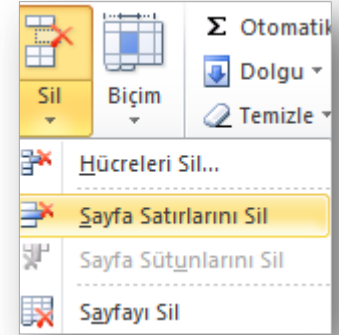 Sil
Biçim
Σ Otomatik
Dolgu
Temizle
Hücreleri Sil...
Sayfa Satırlarını Sil
Sayfa Sütunlarını Sil
Sayfayı Sil